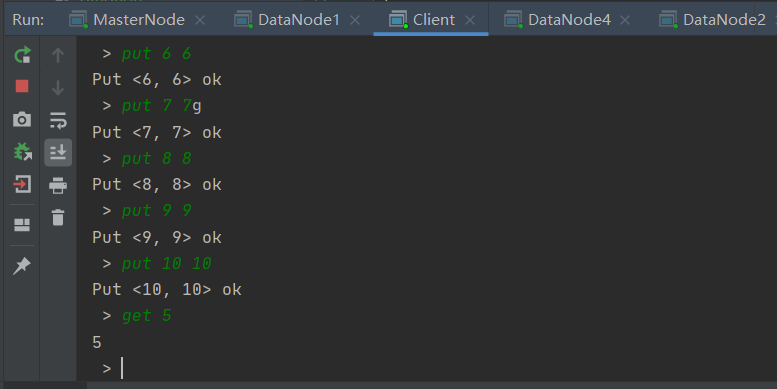 Run: MasterNode DataNode1 Client DataNode4 DataNode2
> put 6 6
Put <6, 6> ok
> put 7 7g
Put <7, 7> ok
> put 8 8
Put <8, 8> ok
> put 9 9
Put <9, 9> ok
> put 10 10
Put <10, 10> ok
> get 5
5
>